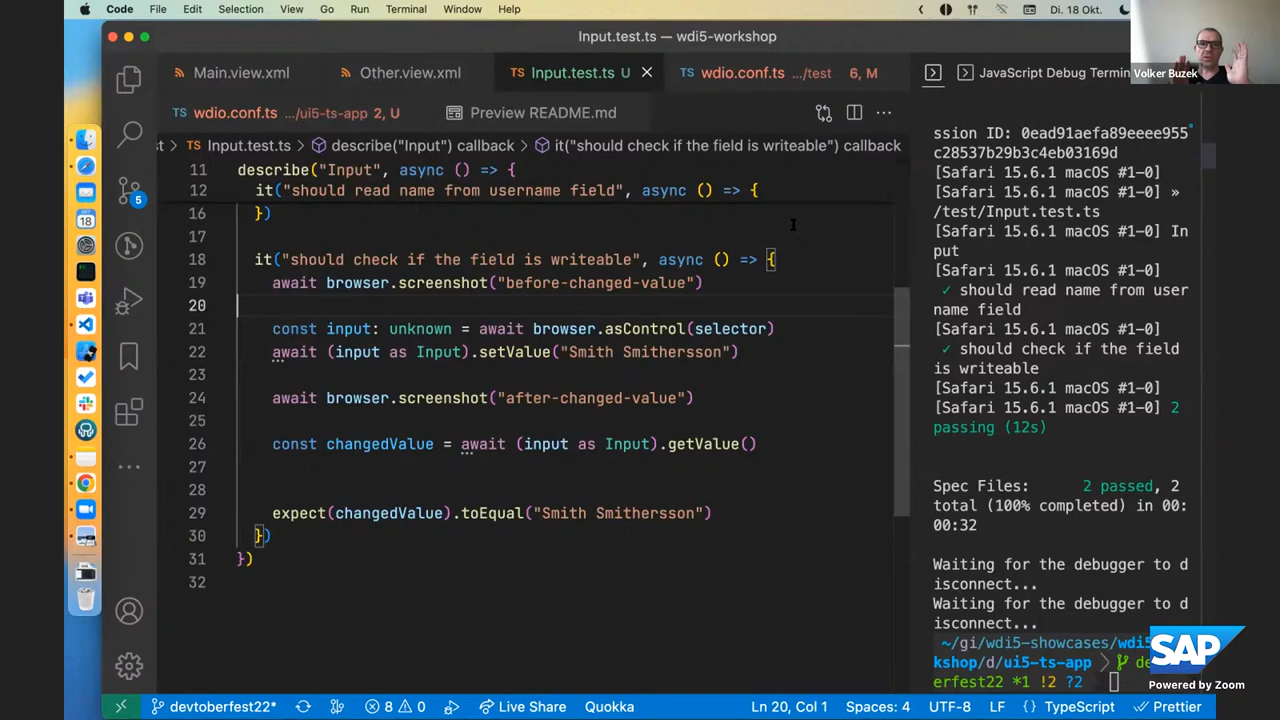 Code File Edit Selection View Go Run Terminal Window Help Di. 18 Okt.
Input.test.ts — wdi5-workshop
Volker Buzek
Main.view.xml Other.view.xml TS Input.test.ts U TS wdio.conf.ts .../test 6, M
JavaScript Debug Termin
TS wdio.conf.ts .../ui5-ts-app 2, U Preview README.md
st > TS Input.test.ts > describe("Input") callback > it("should check if the field is writeable") callback
11 describe("Input", async () => {
12 it("should read name from username field", async () => {
16 })
17
18 it("should check if the field is writeable", async () => {
19 await browser.screenshot("before-changed-value")
20
21 const input: unknown = await browser.asControl(selector)
22 await (input as Input).setValue("Smith Smithersson")
23
24 await browser.screenshot("after-changed-value")
25
26 const changedValue = await (input as Input).getValue()
27
28
29 expect(changedValue).toEqual("Smith Smithersson")
30 })
31 })
32
5
18
ssion ID: 0ead91aefa89eeee955
c28537b29b3c4eb03169d
[Safari 15.6.1 macOS #1-0]
[Safari 15.6.1 macOS #1-0] »
/test/Input.test.ts
[Safari 15.6.1 macOS #1-0] In
put
[Safari 15.6.1 macOS #1-0]
✓ should read name from user
name field
[Safari 15.6.1 macOS #1-0]
✓ should check if the field
is writeable
[Safari 15.6.1 macOS #1-0]
[Safari 15.6.1 macOS #1-0] 2
passing (12s)
Spec Files: 2 passed, 2
total (100% completed) in 00:
00:32
Waiting for the debugger to d
isconnect...
Waiting for the debugger to d
isconnect...
~/gi/wdi5-showcases/wdi5
kshop/d/ui5-ts-app > de
erfest22 *1 !2 ?2
SAP
Powered by Zoom
devtoberfest22* 8 0 Live Share Quokka Ln 20, Col 1 Spaces: 4 UTF-8 LF {} TypeScript Prettier